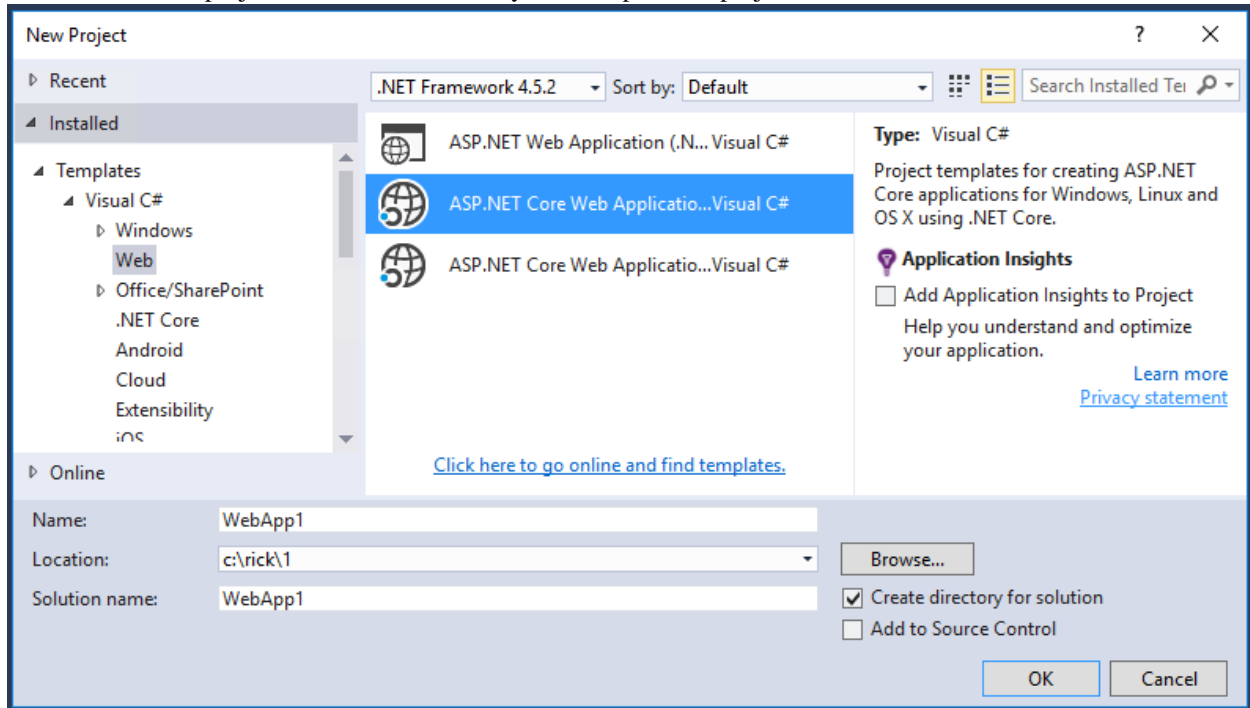 New Project
?
Recent
.NET Framework 4.5.2
Sort by:
Default
Search Installed Te
Installed
Templates
Visual C#
Windows
Web
Office/SharePoint
.NET Core
Android
Cloud
Extensibility
iOS
Online
ASP.NET Web Application (.N... Visual C#
ASP.NET Core Web Applicatio...Visual C#
ASP.NET Core Web Applicatio...Visual C#
Click here to go online and find templates.
Type: Visual C#
Project templates for creating ASP.NET
Core applications for Windows, Linux and
OS X using .NET Core.
Application Insights
Add Application Insights to Project
Help you understand and optimize
your application.
Learn more
Privacy statement
Name:
WebApp1
Location:
c:\rick\1
Browse...
Solution name:
WebApp1
Create directory for solution
Add to Source Control
OK
Cancel